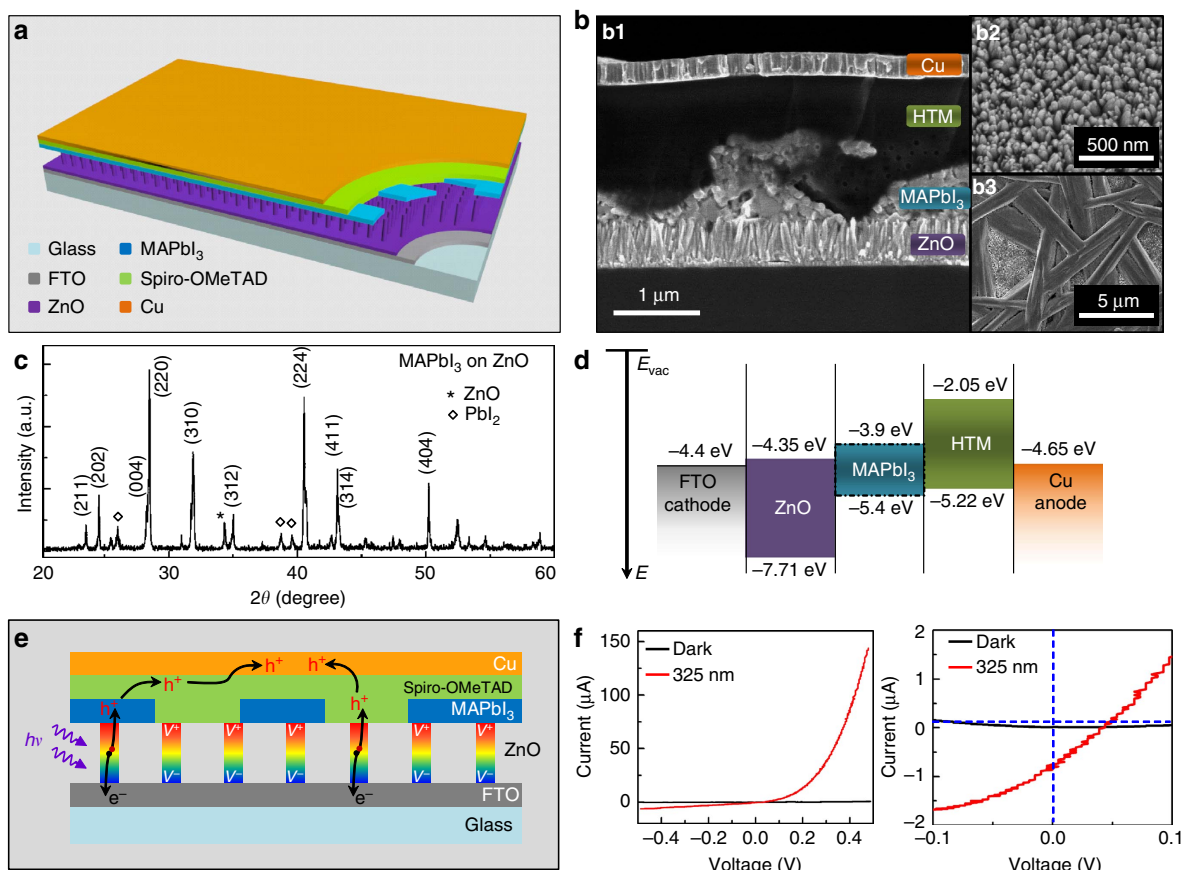 a
Glass
MAPbI3
FTO
Spiro-OMeTAD
ZnO
Cu
b
b1
Cu
HTM
MAPbI3
ZnO
1 µm
b2
500 nm
b3
5 µm
c
MAPbI3 on ZnO
* ZnO
◇ PbI2
(211)
(202)
(004)
(220)
(310)
*
(312)
(224)
(411)
(314)
(404)
Intensity (a.u.)
20 30 40 50 60
2θ (degree)
d
Evac
E
–4.4 eV
FTO
cathode
–4.35 eV
ZnO
–7.71 eV
–3.9 eV
MAPbI3
–5.4 eV
–2.05 eV
HTM
–5.22 eV
–4.65 eV
Cu
anode
e
Cu
h+ h+ h+
Spiro-OMeTAD
h+ h+
MAPbI3
hν
V+ V+ V+ V+ V+
ZnO
V– V– V– V– V–
e– e–
FTO
Glass
f
Dark
325 nm
Current (µA)
150
125
100
75
50
25
0
–0.4 –0.2 0.0 0.2 0.4
Voltage (V)
Dark
325 nm
Current (µA)
2
1
0
–1
–2
–0.1 0.0 0.1
Voltage (V)